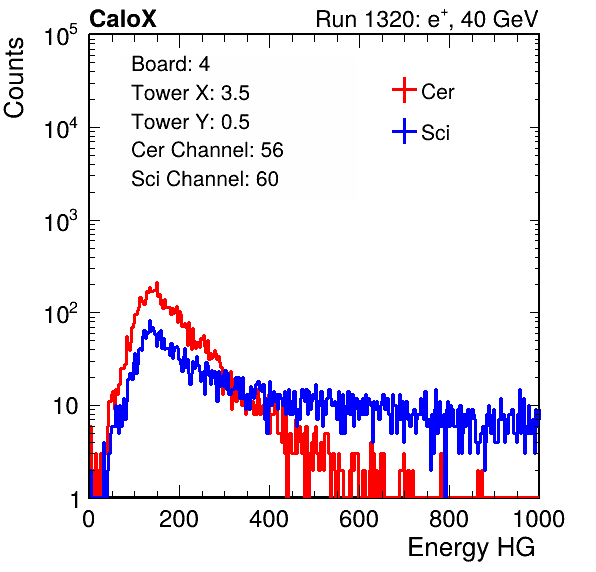 CaloX Run 1320: e⁺, 40 GeV
Counts
10⁵
10⁴
10³
10²
10
1
Board: 4
Tower X: 3.5
Tower Y: 0.5
Cer Channel: 56
Sci Channel: 60
Cer
Sci
0 200 400 600 800 1000
Energy HG